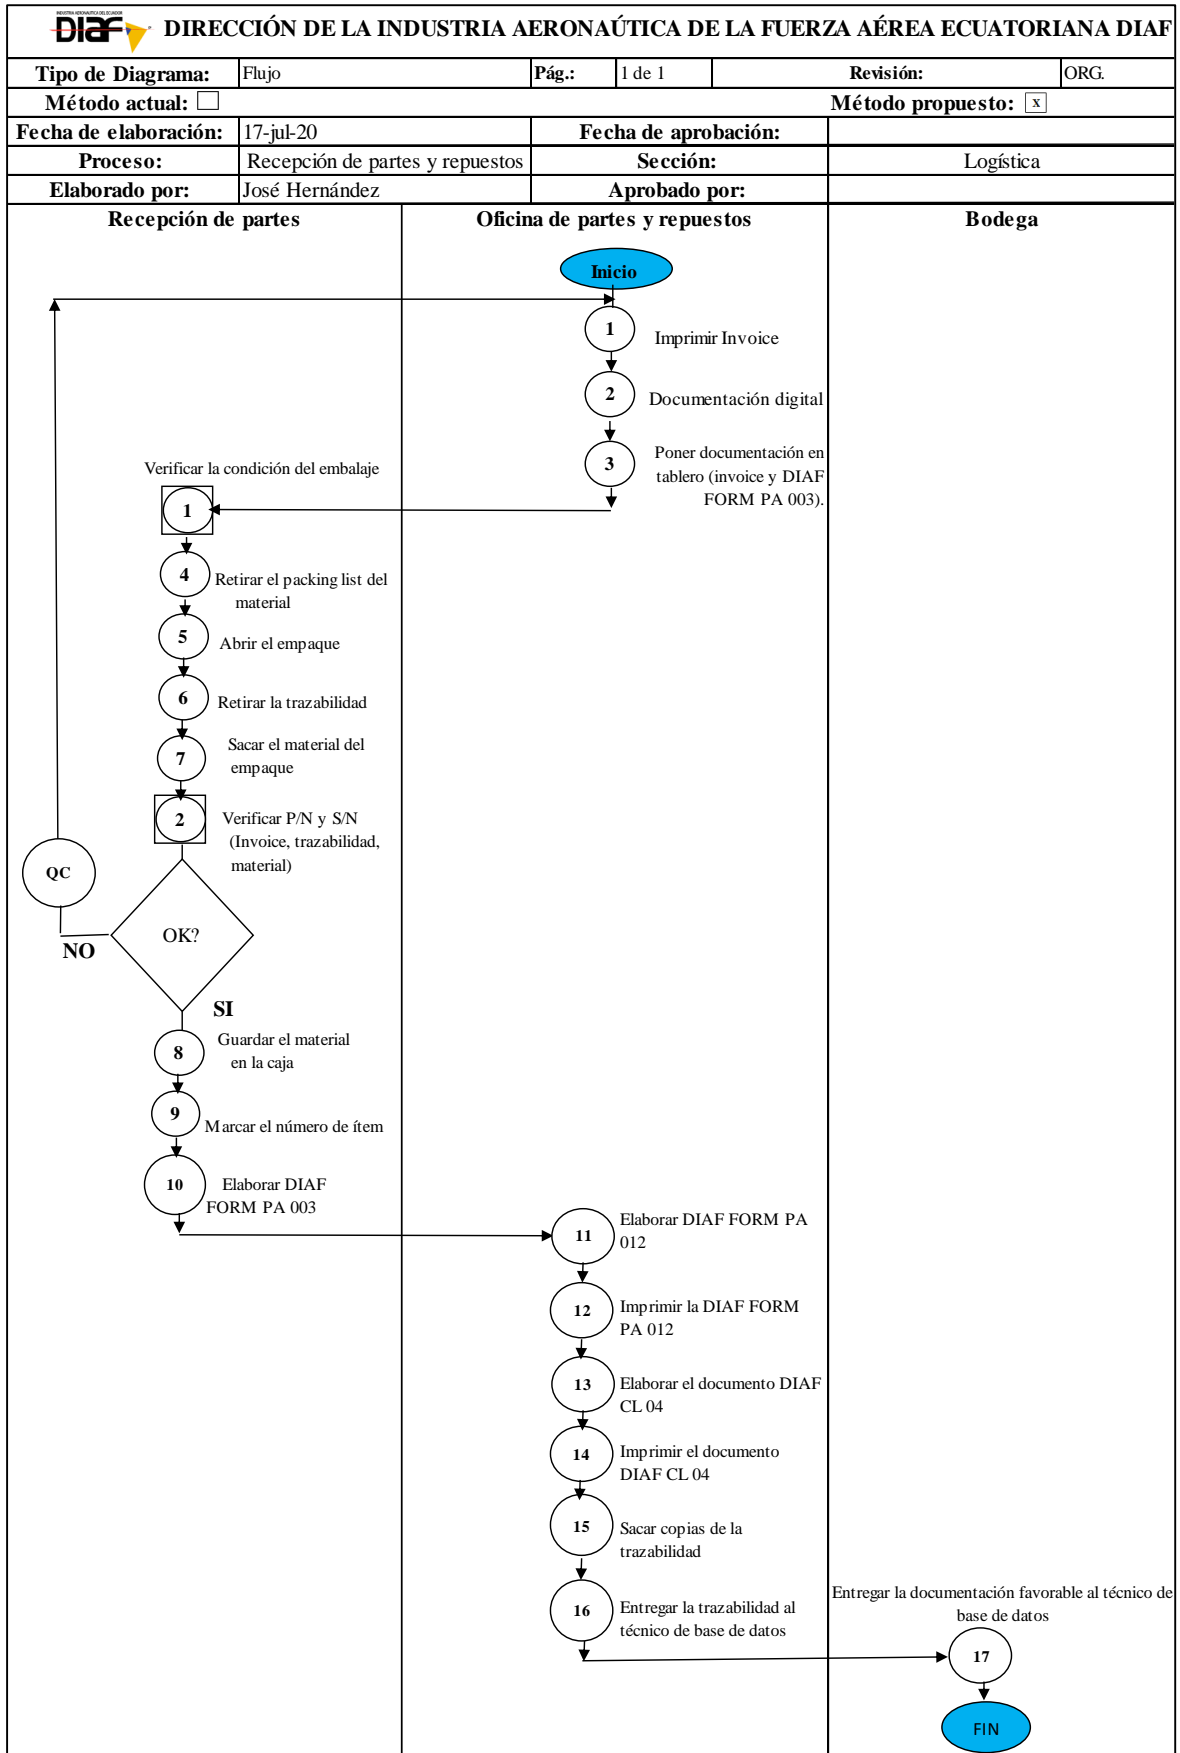 INDUSTRIA AERONAUTICA DEL ECUADOR
DIAF
DIRECCIÓN DE LA INDUSTRIA AERONAÚTICA DE LA FUERZA AÉREA ECUATORIANA DIAF
Tipo de Diagrama: Flujo Pág.: 1 de 1 Revisión: ORG.
Método actual: Método propuesto: x
Fecha de elaboración: 17-jul-20 Fecha de aprobación:
Proceso: Recepción de partes y repuestos Sección: Logística
Elaborado por: José Hernández Aprobado por:
Recepción de partes Oficina de partes y repuestos Bodega
Inicio
1
Imprimir Invoice
2
Documentación digital
3
Poner documentación en
tablero (invoice y DIAF
FORM PA 003).
Verificar la condición del embalaje
1
4
Retirar el packing list del
material
5
Abrir el empaque
6
Retirar la trazabilidad
7
Sacar el material del
empaque
2
Verificar P/N y S/N
(Invoice, trazabilidad,
material)
QC
OK?
NO
SI
8
Guardar el material
en la caja
9
Marcar el número de ítem
10
Elaborar DIAF
FORM PA 003
11
Elaborar DIAF FORM PA
012
12
Imprimir la DIAF FORM
PA 012
13
Elaborar el documento DIAF
CL 04
14
Imprimir el documento
DIAF CL 04
15
Sacar copias de la
trazabilidad
16
Entregar la trazabilidad al
técnico de base de datos
Entregar la documentación favorable al técnico de
base de datos
17
FIN